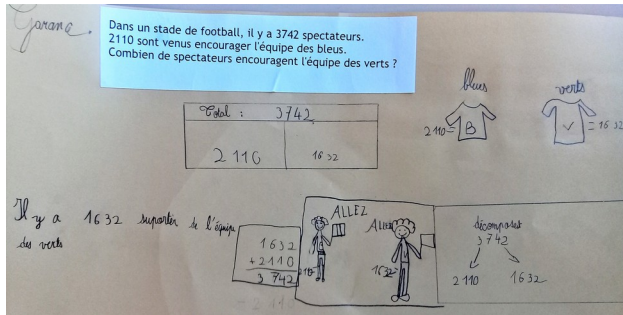 Garance.
Dans un stade de football, il y a 3742 spectateurs.
2110 sont venus encourager l'équipe des bleus.
Combien de spectateurs encouragent l'équipe des verts ?
Total : 3742
2110 1632
bleus
2110= B
verts
V = 1632
Il y a 1632 suporter de l'équipe
des verts
1632
+2110
3742
ALLEZ
2110
ALLEZ
1632
décomposer
3742
2110 1632